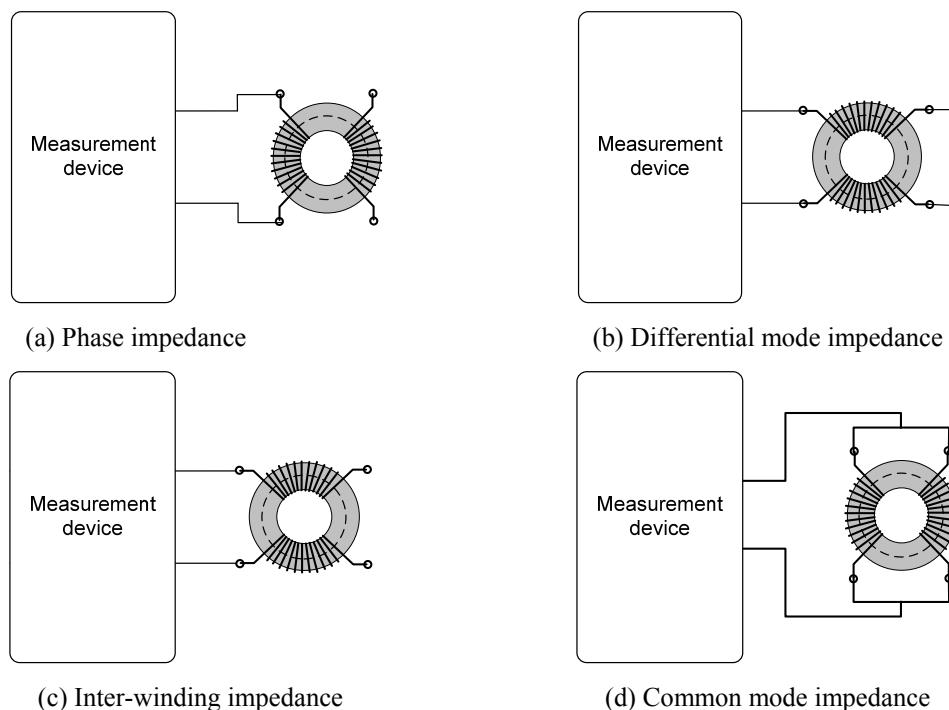 Measurement
device
Measurement
device
(a) Phase impedance
(b) Differential mode impedance
Measurement
device
Measurement
device
(c) Inter-winding impedance
(d) Common mode impedance